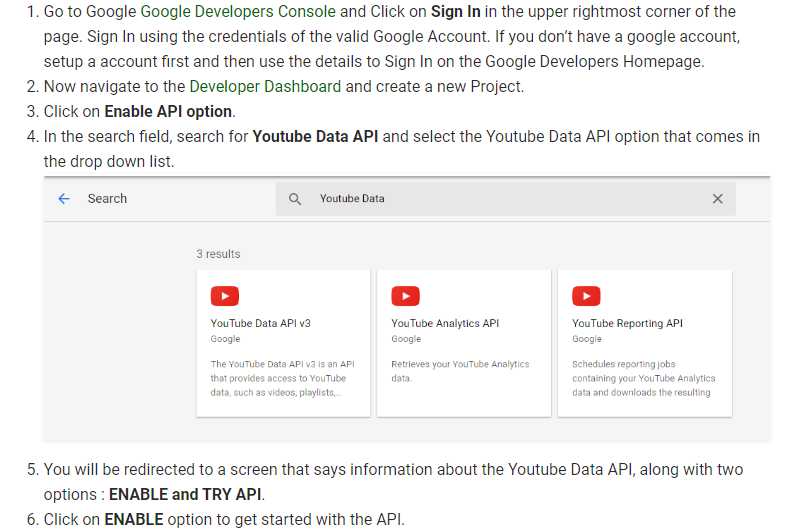 1. Go to Google Google Developers Console and Click on Sign In in the upper rightmost corner of the
page. Sign In using the credentials of the valid Google Account. If you don’t have a google account,
setup a account first and then use the details to Sign In on the Google Developers Homepage.
2. Now navigate to the Developer Dashboard and create a new Project.
3. Click on Enable API option.
4. In the search field, search for Youtube Data API and select the Youtube Data API option that comes in
the drop down list.
Search
Youtube Data
3 results
YouTube Data API v3
Google
The YouTube Data API v3 is an API
that provides access to YouTube
data, such as videos, playlists,...
YouTube Analytics API
Google
Retrieves your YouTube Analytics
data.
YouTube Reporting API
Google
Schedules reporting jobs
containing your YouTube Analytics
data and downloads the resulting
5. You will be redirected to a screen that says information about the Youtube Data API, along with two
options : ENABLE and TRY API.
6. Click on ENABLE option to get started with the API.